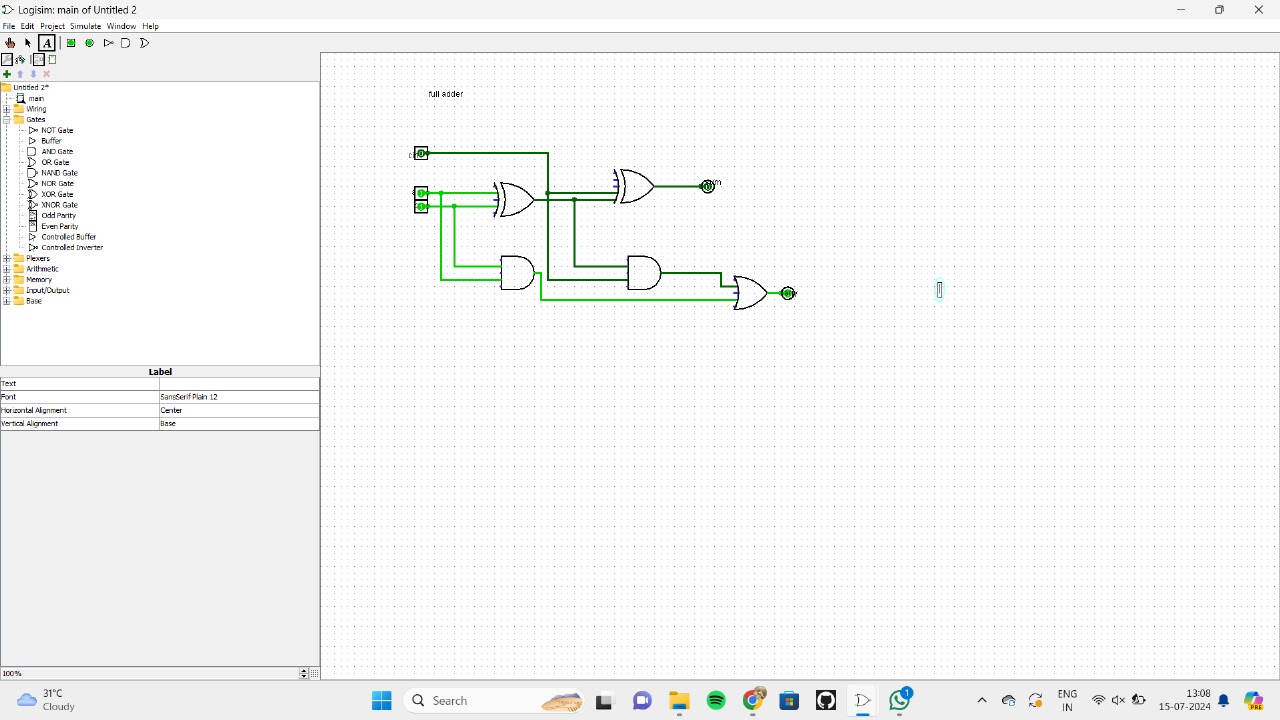 Logisim: main of Untitled 2
File Edit Project Simulate Window Help
A
Untitled 2*
main
Wiring
Gates
NOT Gate
Buffer
AND Gate
OR Gate
NAND Gate
NOR Gate
XOR Gate
XNOR Gate
Odd Parity
Even Parity
Controlled Buffer
Controlled Inverter
Plexers
Arithmetic
Memory
Input/Output
Base
full adder
Label
Text
Font SansSerif Plain 12
Horizontal Alignment Center
Vertical Alignment Base
100%
31°C
Cloudy
Search
1
ENG
IN
13:08
15-07-2024
PRE